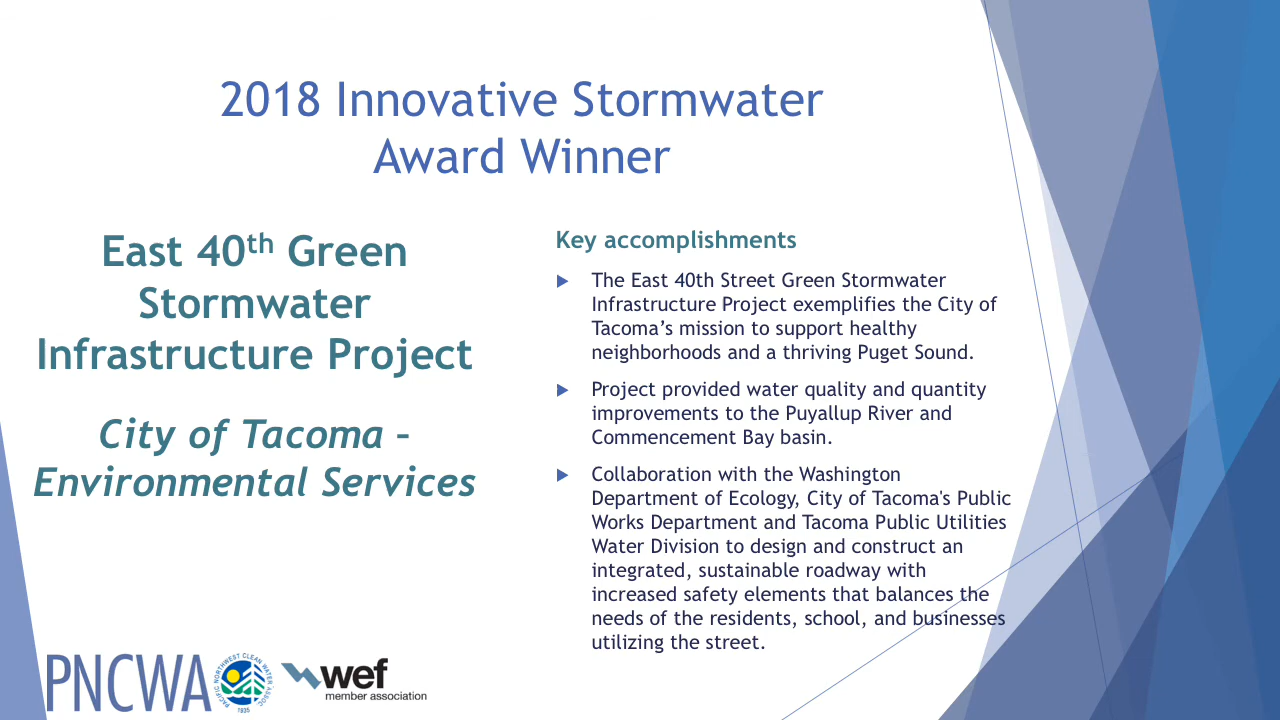 2018 Innovative Stormwater
Award Winner
East 40th Green
Stormwater
Infrastructure Project
City of Tacoma –
Environmental Services
Key accomplishments
The East 40th Street Green Stormwater
Infrastructure Project exemplifies the City of
Tacoma’s mission to support healthy
neighborhoods and a thriving Puget Sound.
Project provided water quality and quantity
improvements to the Puyallup River and
Commencement Bay basin.
Collaboration with the Washington
Department of Ecology, City of Tacoma's Public
Works Department and Tacoma Public Utilities
Water Division to design and construct an
integrated, sustainable roadway with
increased safety elements that balances the
needs of the residents, school, and businesses
utilizing the street.
PNCWA
PACIFIC NORTHWEST CLEAN WATER ASSOC.
wef
member association